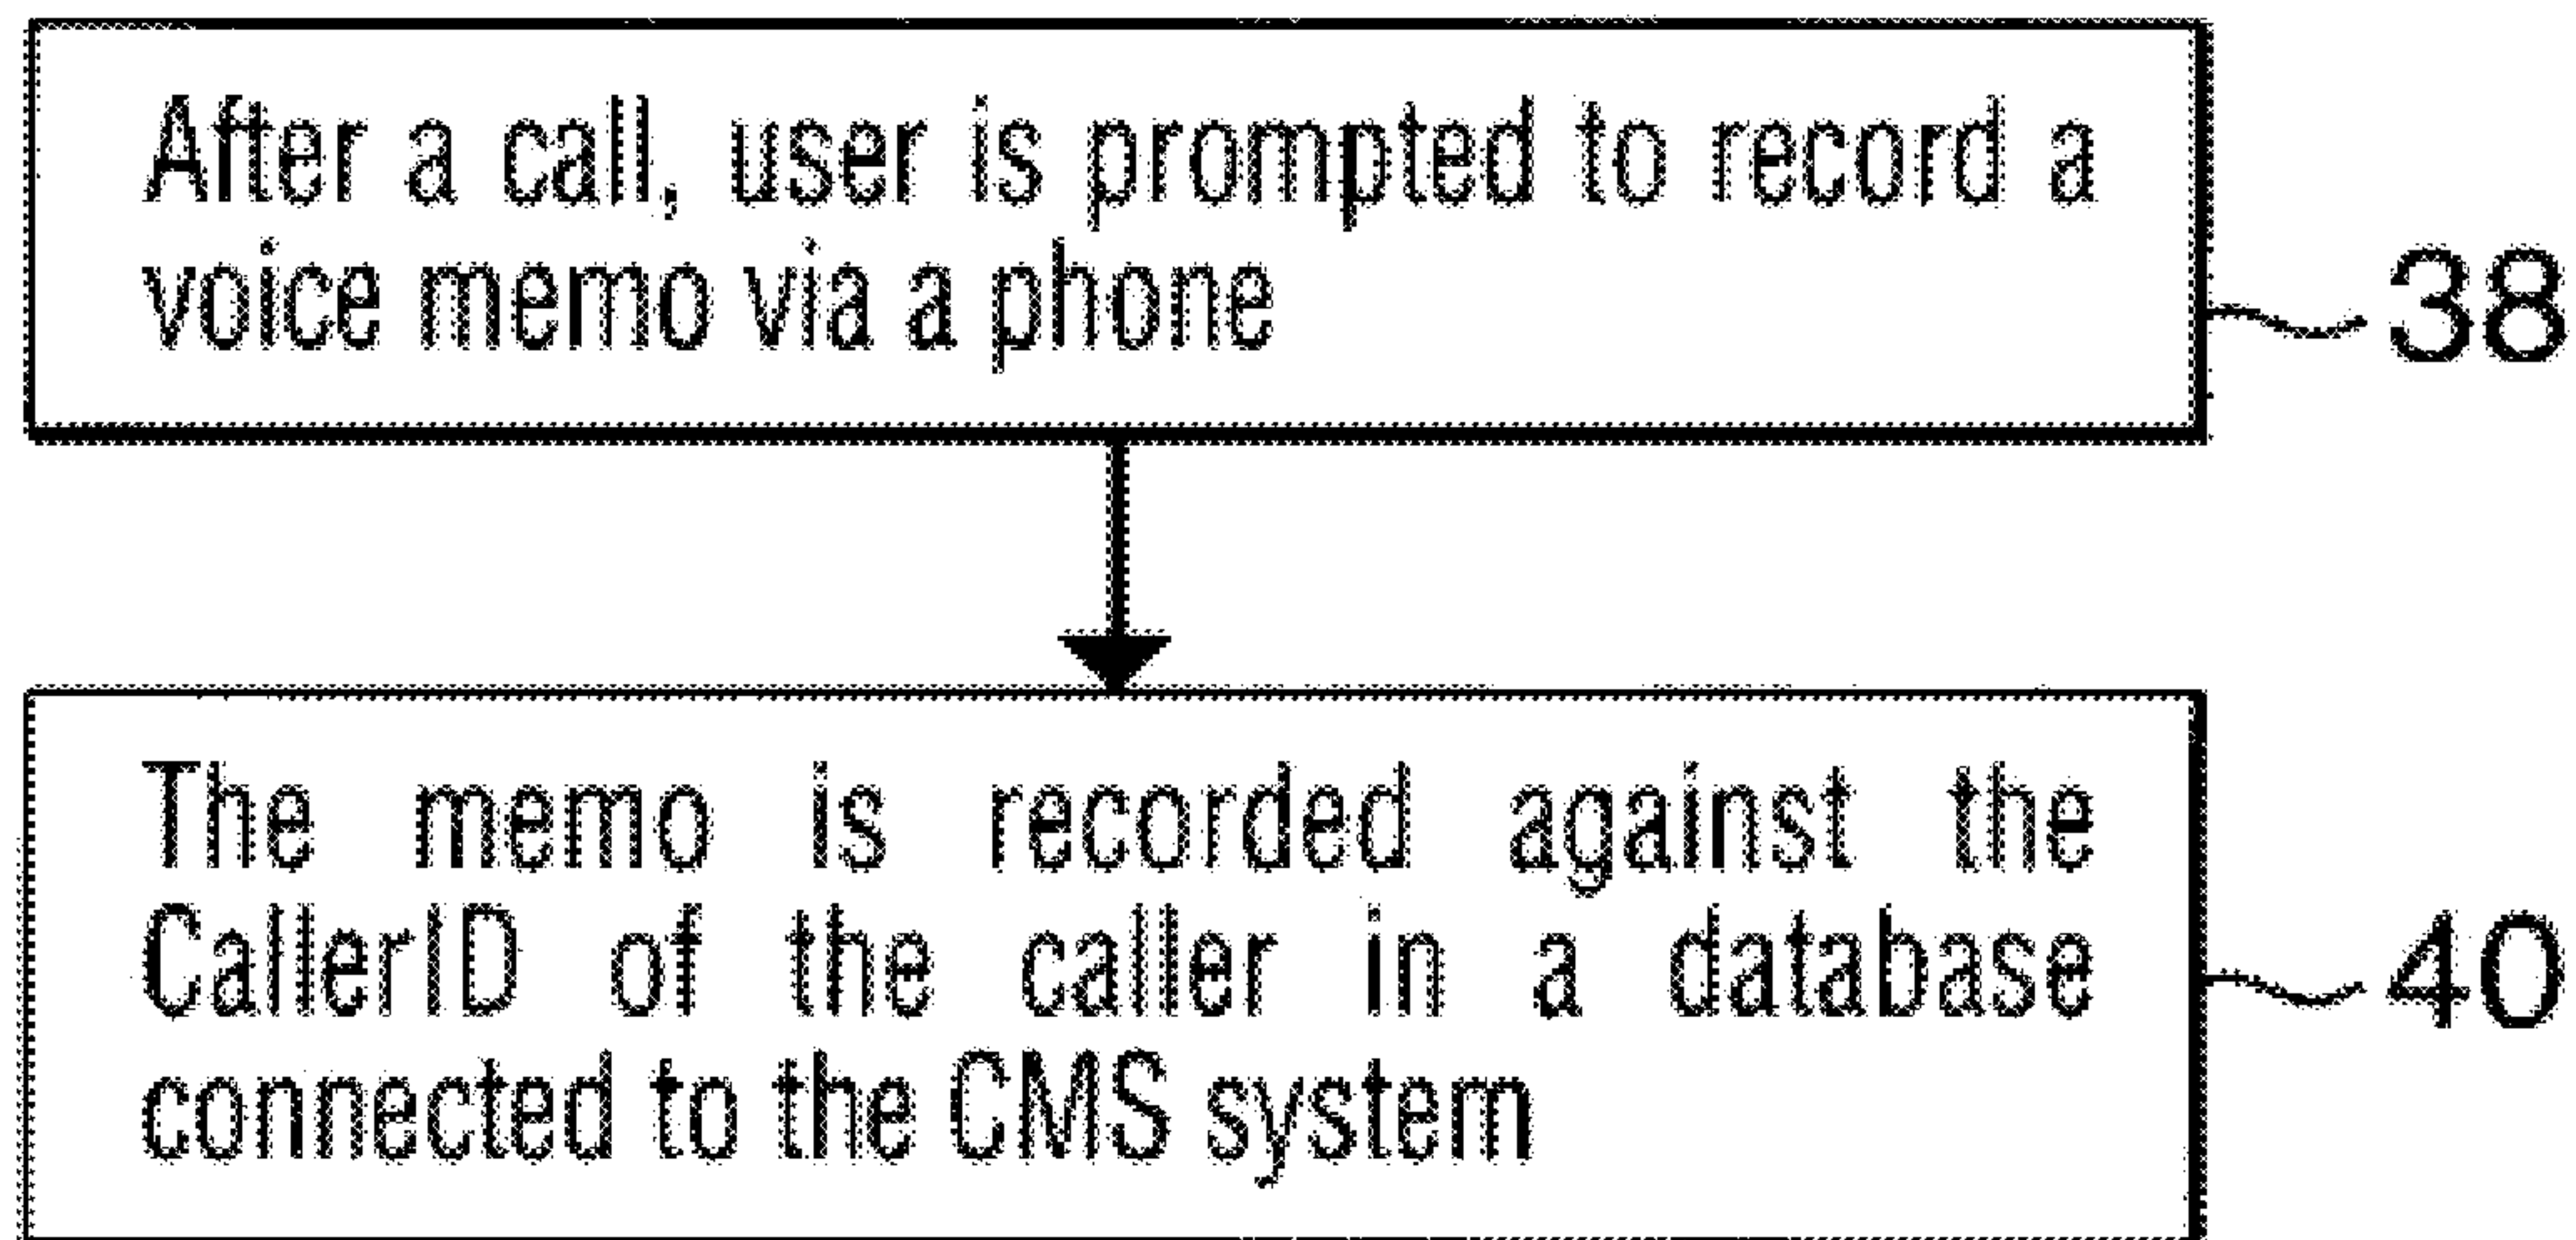 After a call, user is prompted to record a
voice memo via a phone
38
The memo is recorded against the
CallerID of the caller in a database
connected to the CMS system
40